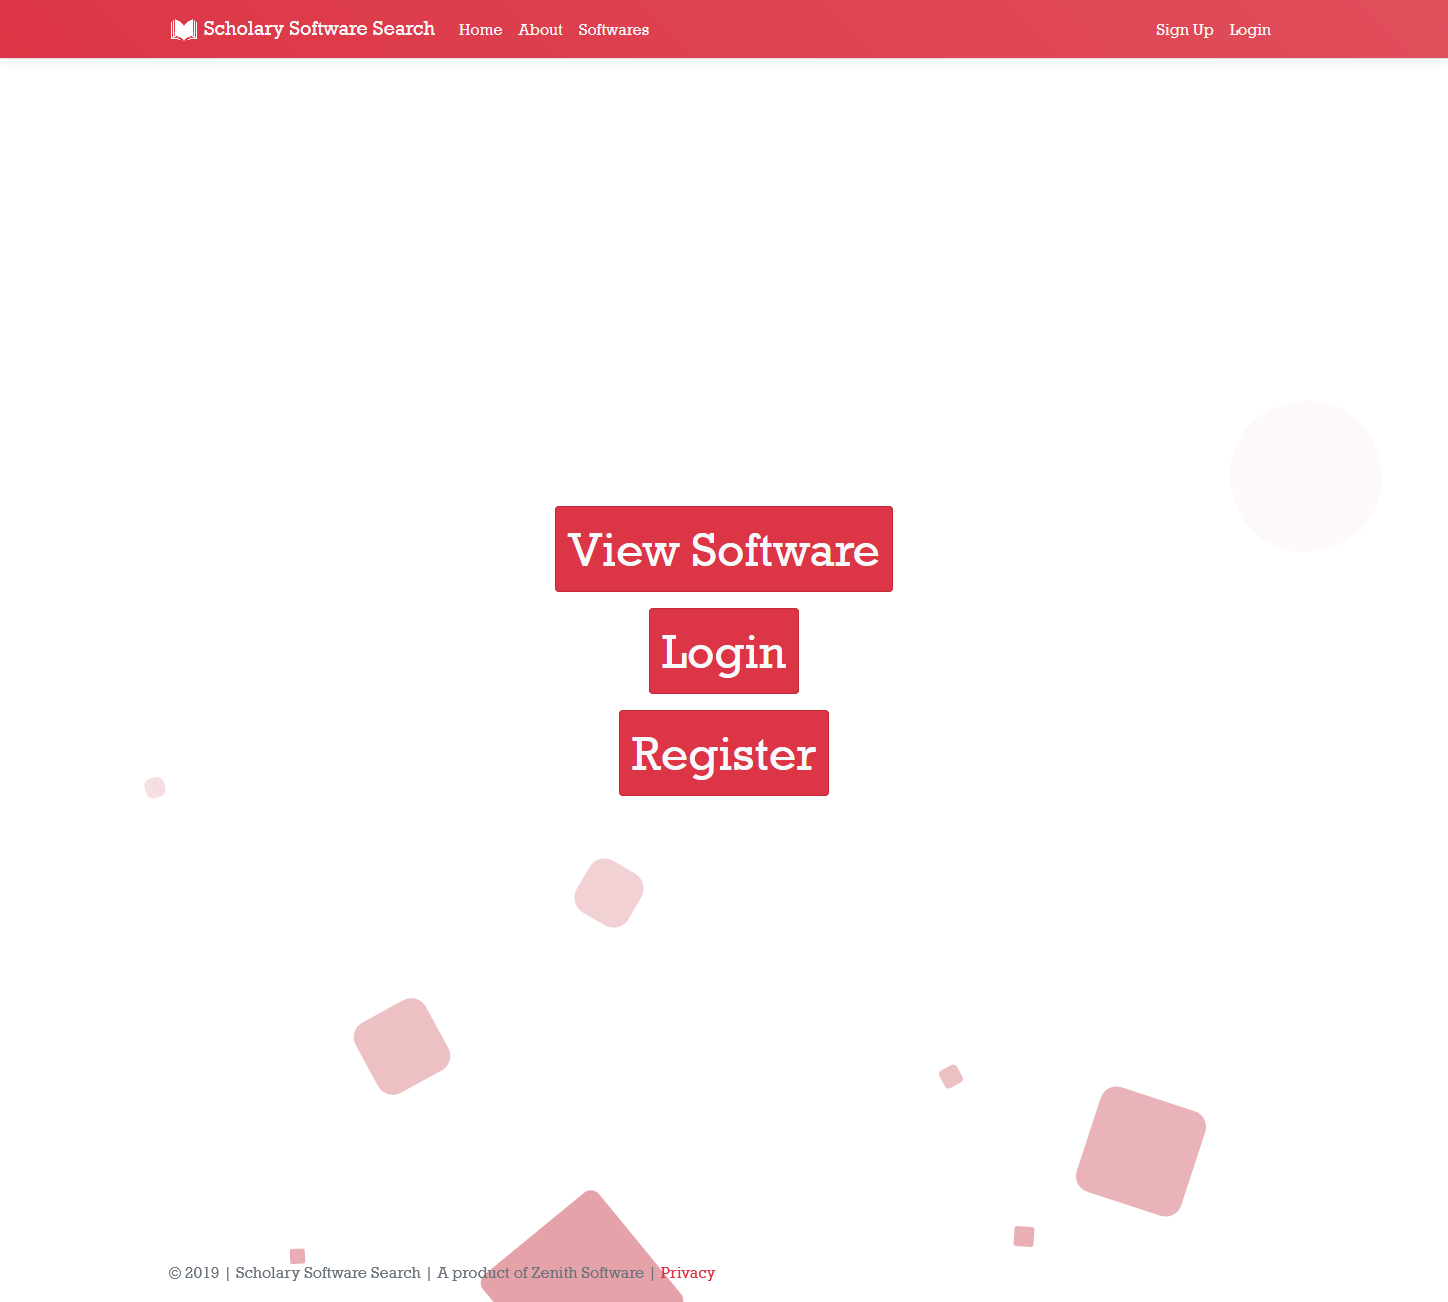 Scholary Software Search Home About Softwares Sign Up Login
View Software
Login
Register
© 2019 | Scholary Software Search | A product of Zenith Software | Privacy